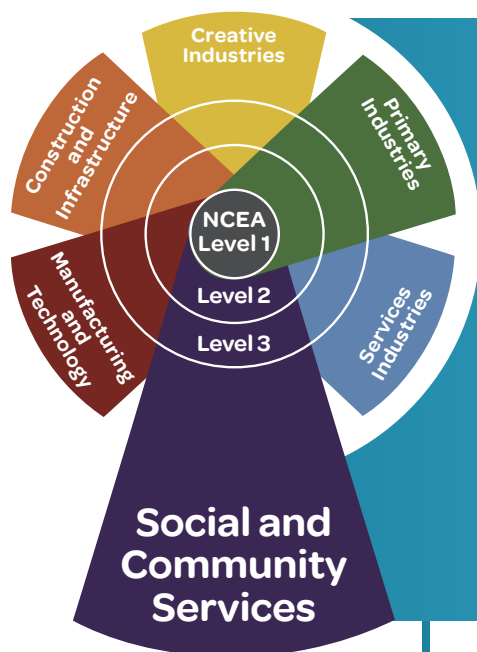 Creative
Industries
Primary
Industries
Construction
and
Infrastructure
NCEA
Level 1
Level 2
Level 3
Manufacturing
and
Technology
Services
Industries
Social and
Community
Services